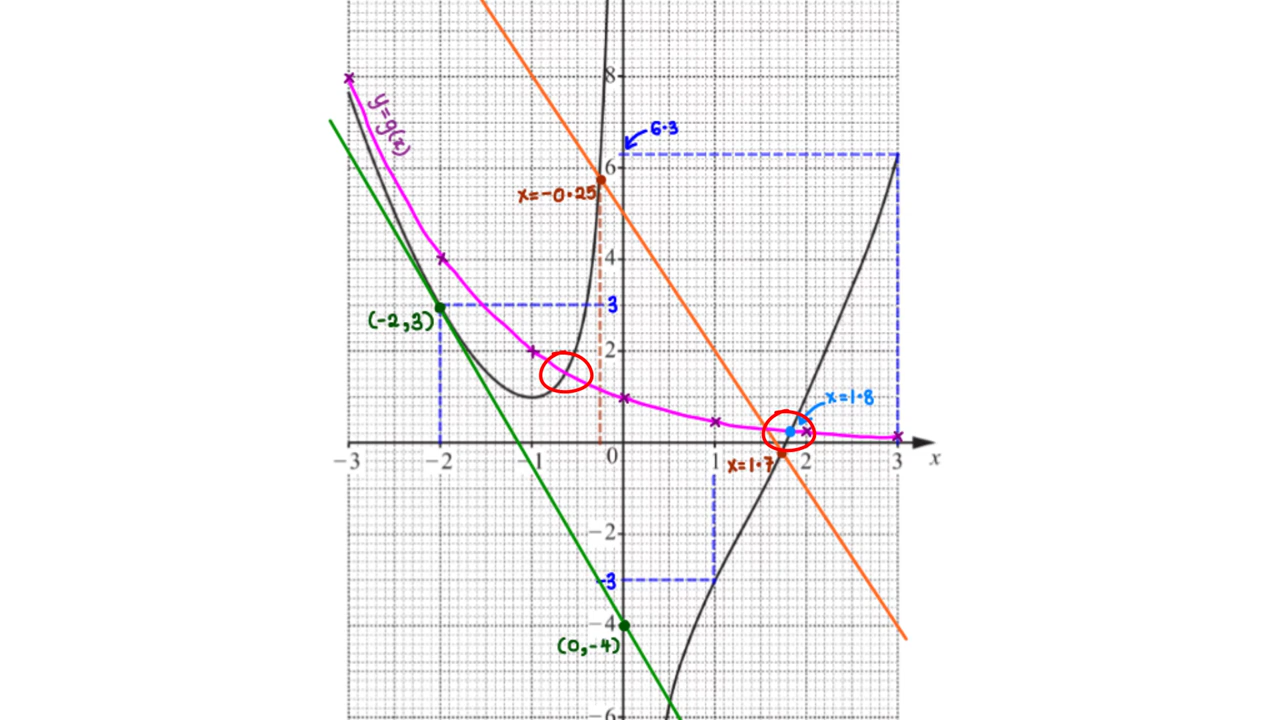 8
6.3
y=g(x)
6
x=-0.25
4
3
(-2,3)
2
x=1.8
−3 −2 −1 0 1 2 3 x
x=1.7
−2
-3
−4
(0,-4)
−6